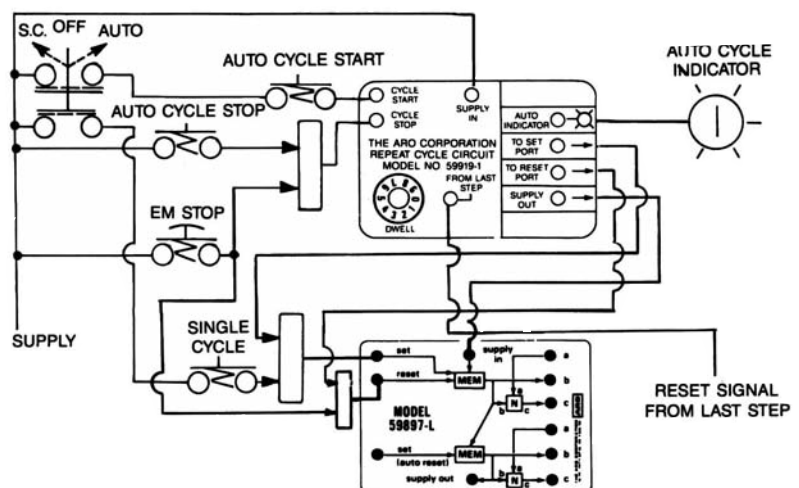 S.C. OFF AUTO
AUTO CYCLE START
AUTO CYCLE INDICATOR
AUTO CYCLE STOP
CYCLE START
CYCLE STOP
SUPPLY IN
THE ARO CORPORATION
REPEAT CYCLE CIRCUIT
MODEL NO 59919-1
AUTO INDICATOR
TO SET PORT
TO RESET PORT
SUPPLY OUT
FROM LAST STEP
DWELL
EM STOP
SUPPLY
SINGLE CYCLE
RESET SIGNAL
FROM LAST STEP
set
supply in
a
reset
MEM
b
a
b N c
c
MODEL
59897-L
a
set
(auto reset)
MEM
b
a
b N c
c
supply out